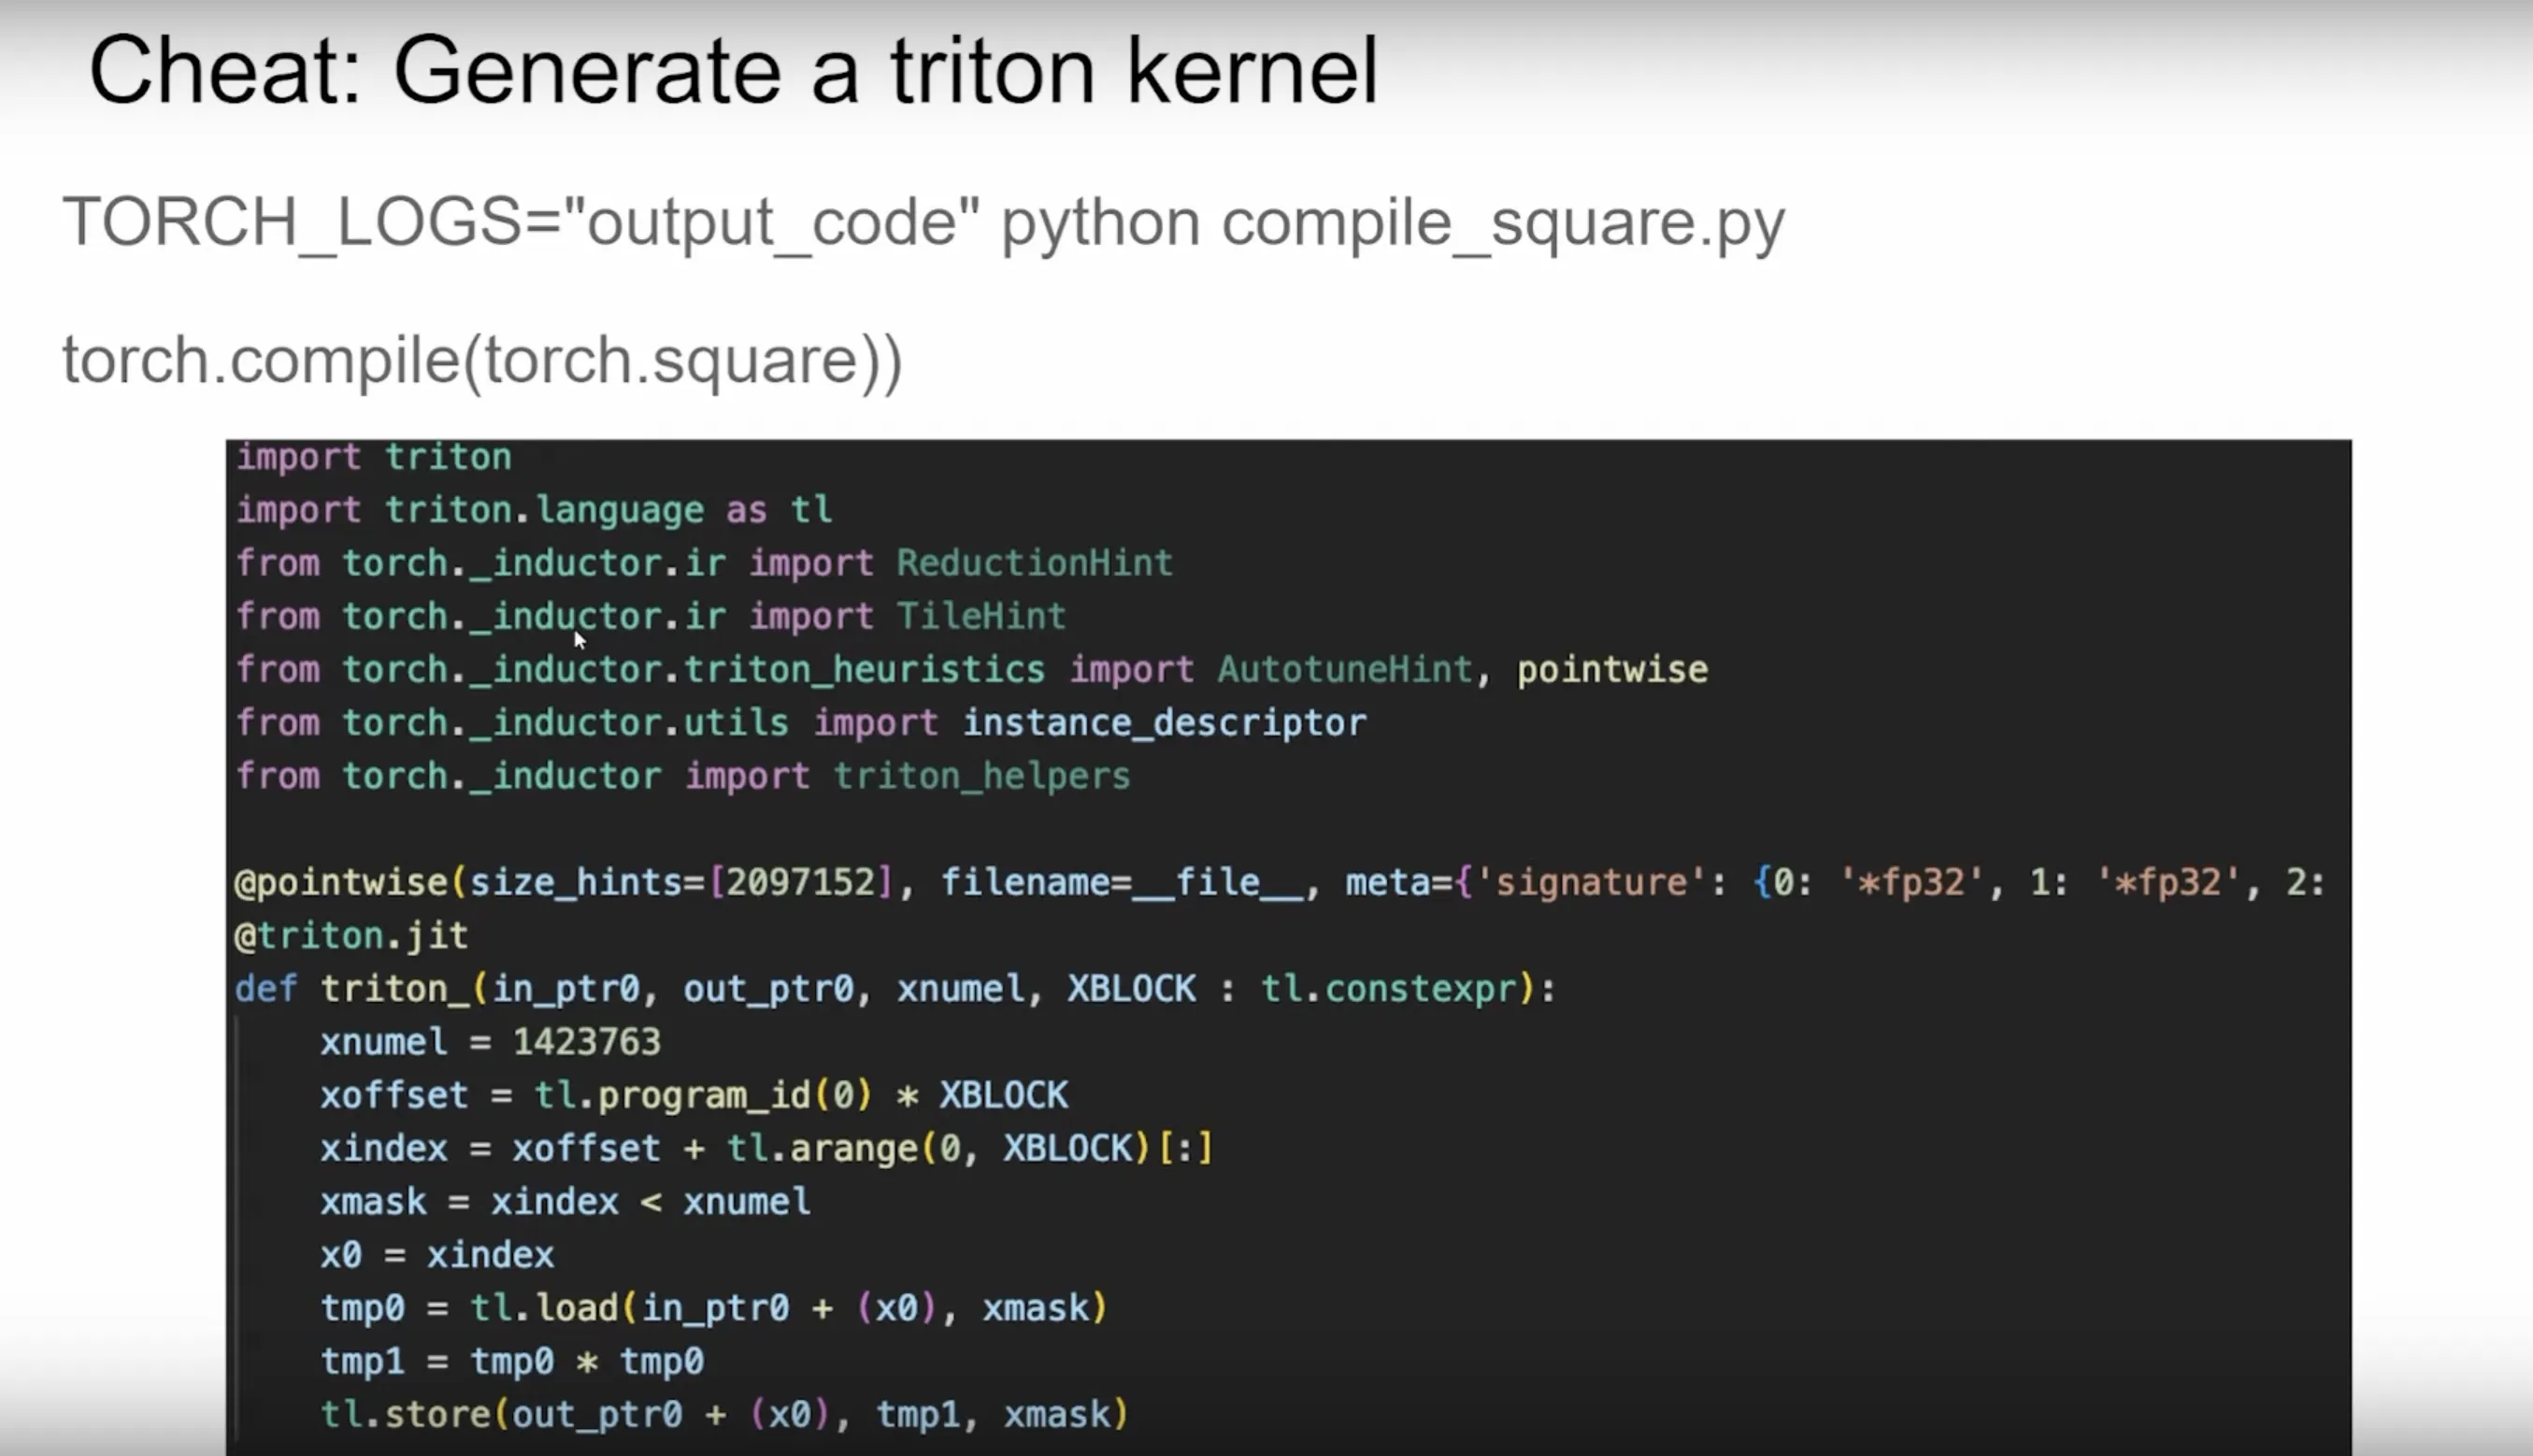 Cheat: Generate a triton kernel
TORCH_LOGS="output_code" python compile_square.py
torch.compile(torch.square))
import triton
import triton.language as tl
from torch._inductor.ir import ReductionHint
from torch._inductor.ir import TileHint
from torch._inductor.triton_heuristics import AutotuneHint, pointwise
from torch._inductor.utils import instance_descriptor
from torch._inductor import triton_helpers
@pointwise(size_hints=[2097152], filename=__file__, meta={'signature': {0: '*fp32', 1: '*fp32', 2:
@triton.jit
def triton_(in_ptr0, out_ptr0, xnumel, XBLOCK : tl.constexpr):
    xnumel = 1423763
    xoffset = tl.program_id(0) * XBLOCK
    xindex = xoffset + tl.arange(0, XBLOCK)[:]
    xmask = xindex < xnumel
    x0 = xindex
    tmp0 = tl.load(in_ptr0 + (x0), xmask)
    tmp1 = tmp0 * tmp0
    tl.store(out_ptr0 + (x0), tmp1, xmask)